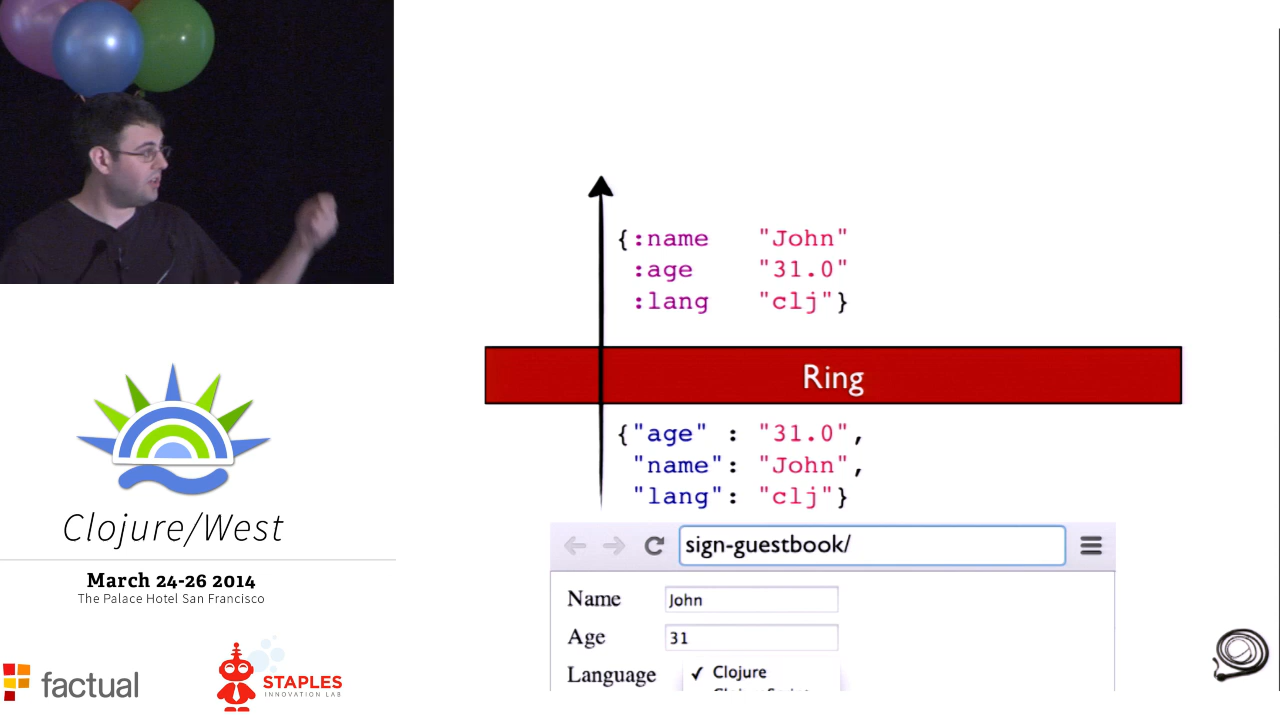 {:name "John"
:age "31.0"
:lang "clj"}
Ring
{"age" : "31.0",
"name": "John",
"lang": "clj"}
sign-guestbook/
Name John
Age 31
Language ✓ Clojure
Clojure/West
March 24-26 2014
The Palace Hotel San Francisco
factual
STAPLES
INNOVATION LAB